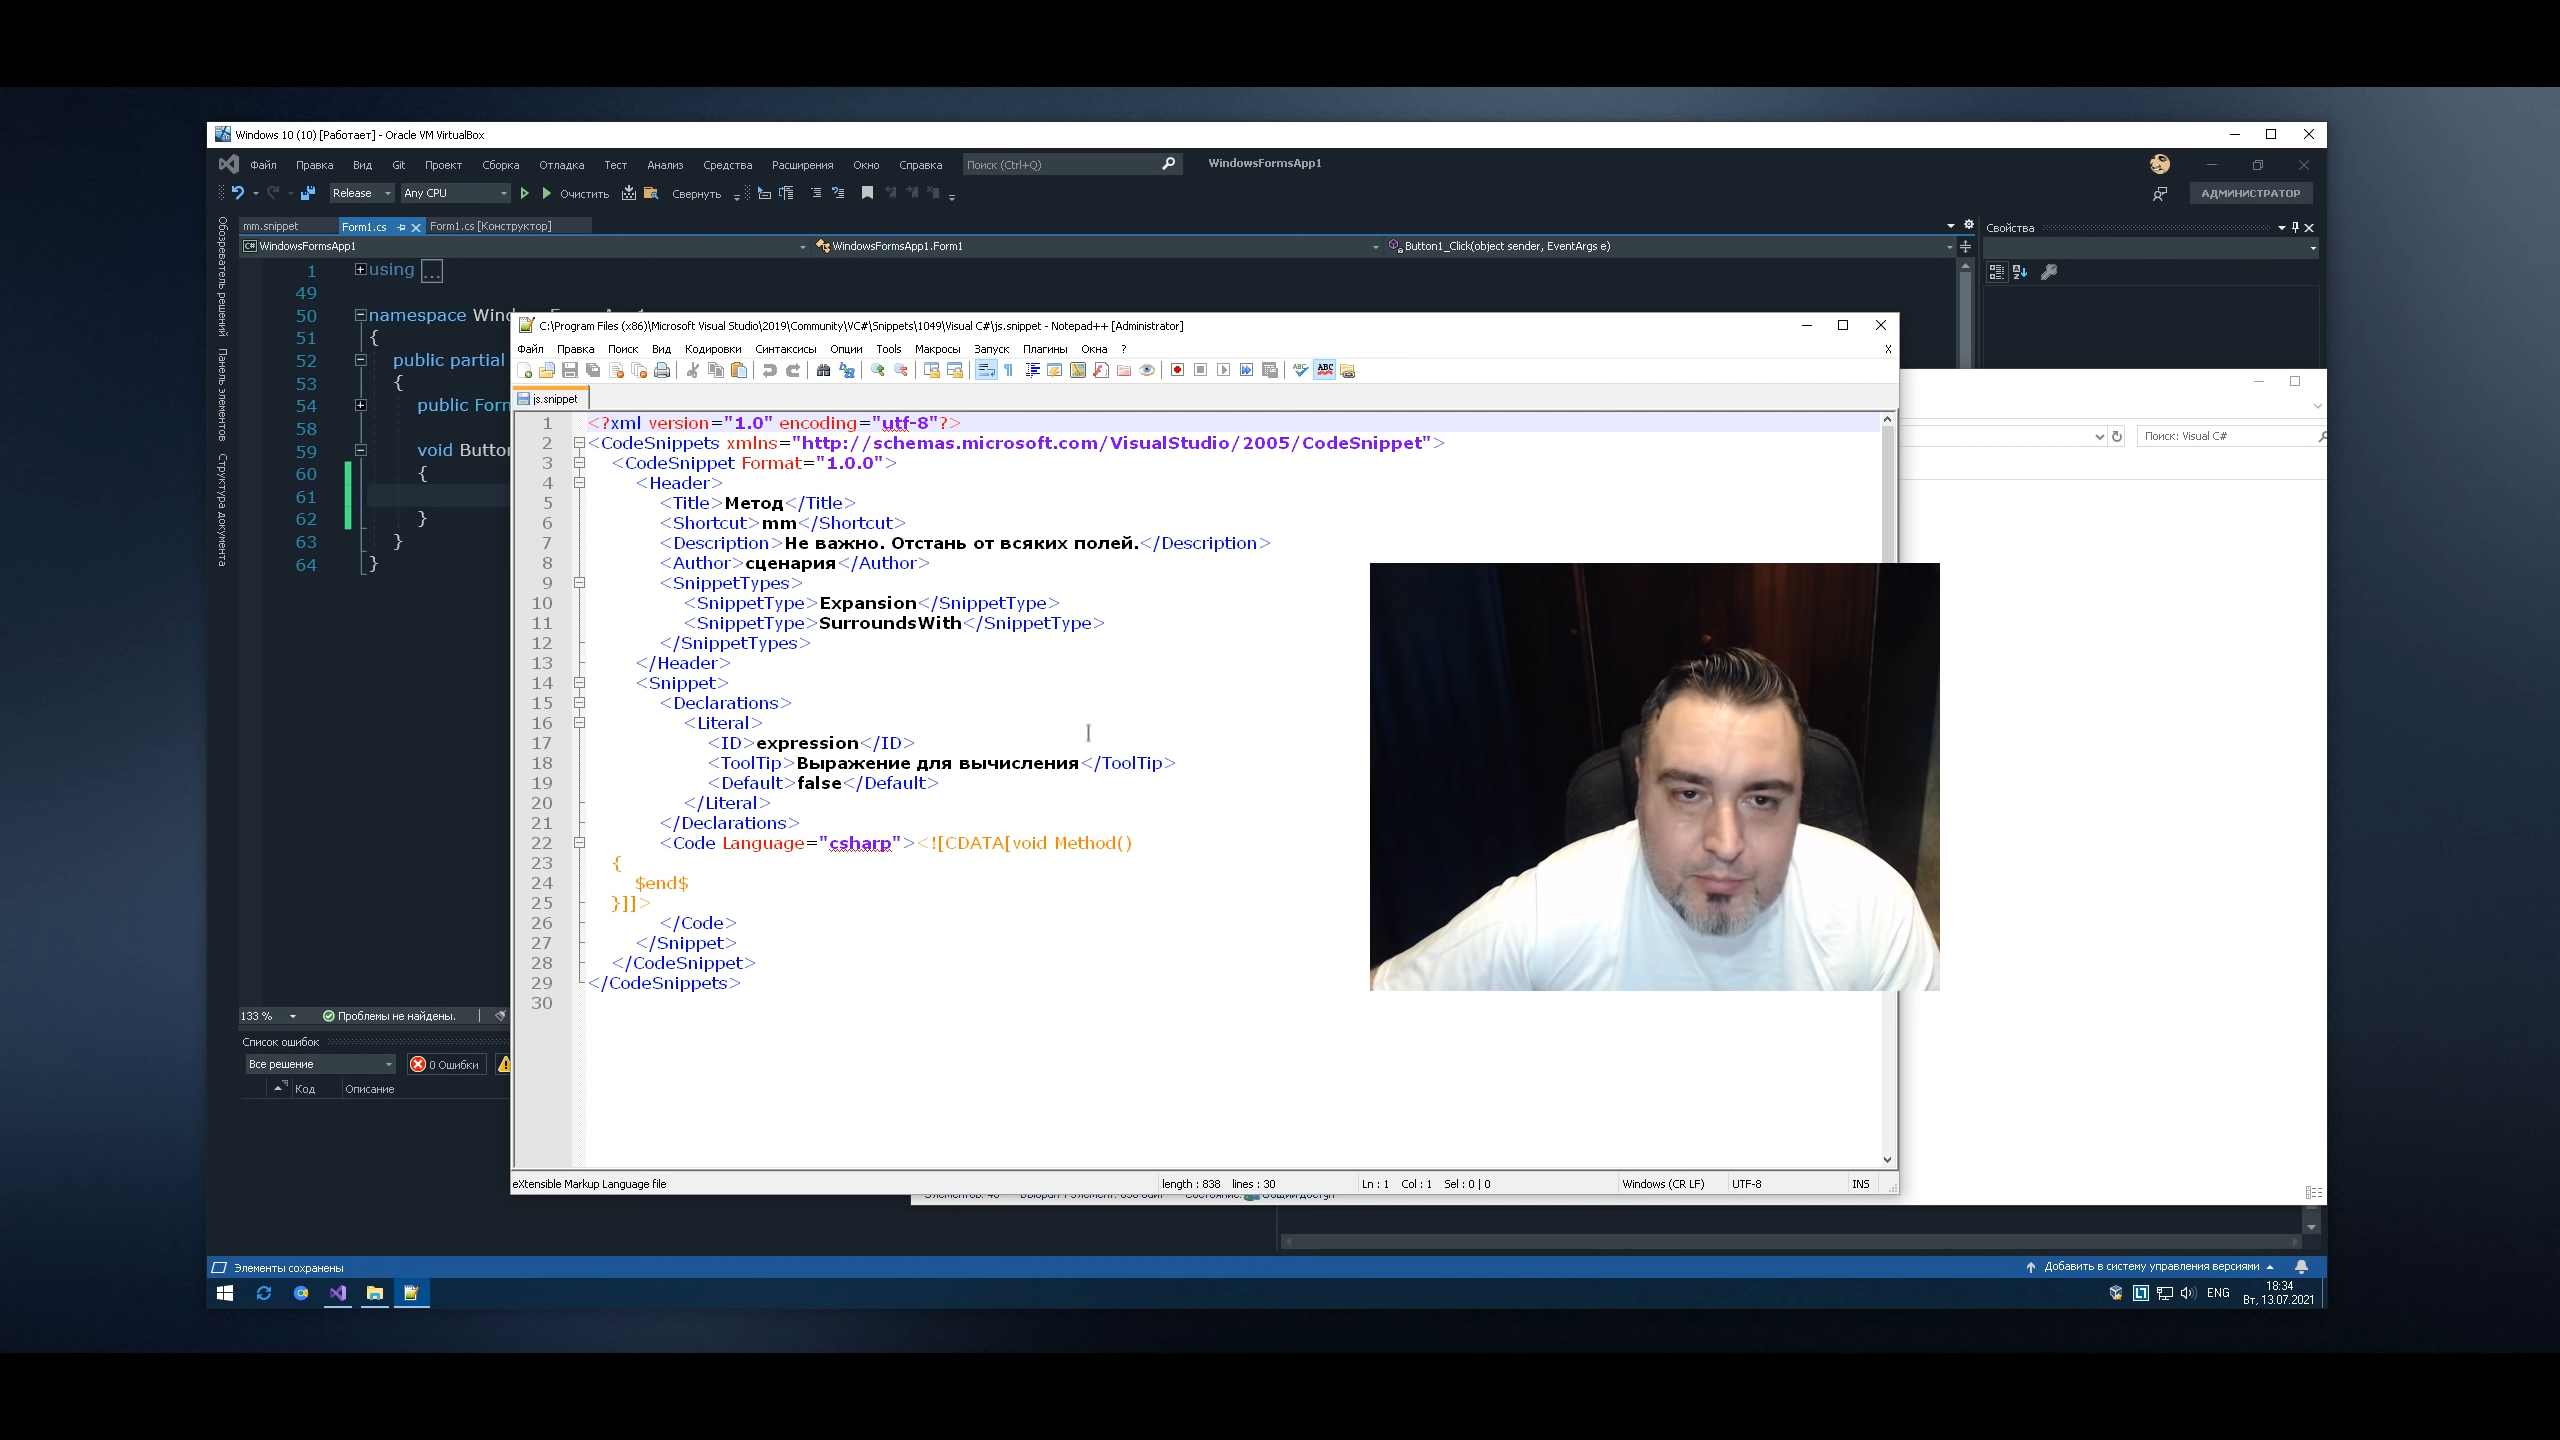 Windows 10 (10) [Работает] - Oracle VM VirtualBox
Файл Правка Вид Git Проект Сборка Отладка Тест Анализ Средства Расширения Окно Справка Поиск (Ctrl+Q) WindowsFormsApp1
Release Any CPU Очистить Свернуть АДМИНИСТРАТОР
mm.snippet Form1.cs Form1.cs [Конструктор]
Свойства
WindowsFormsApp1 WindowsFormsApp1.Form1 Button1_Click(object sender, EventArgs e)
Обозреватель решений Панель элементов Структура документа
1 using ...
49
50 namespace
51 {
52 public partial
53 {
54 public
58
59 void
60 {
61
62 }
63 }
64 }
133 % Проблемы не найдены.
Список ошибок
Все решение 0 Ошибки
Код Описание
C:\Program Files (x86)\Microsoft Visual Studio\2019\Community\VC#\Snippets\1049\Visual C#\js.snippet - Notepad++ [Administrator]
Файл Правка Поиск Вид Кодировки Синтаксисы Опции Tools Макросы Запуск Плагины Окна ? X
js.snippet
1 <?xml version="1.0" encoding="utf-8"?>
2 <CodeSnippets xmlns="http://schemas.microsoft.com/VisualStudio/2005/CodeSnippet">
3 <CodeSnippet Format="1.0.0">
4 <Header>
5 <Title>Метод</Title>
6 <Shortcut>mm</Shortcut>
7 <Description>Не важно. Отстань от всяких полей.</Description>
8 <Author>сценария</Author>
9 <SnippetTypes>
10 <SnippetType>Expansion</SnippetType>
11 <SnippetType>SurroundsWith</SnippetType>
12 </SnippetTypes>
13 </Header>
14 <Snippet>
15 <Declarations>
16 <Literal>
17 <ID>expression</ID>
18 <ToolTip>Выражение для вычисления</ToolTip>
19 <Default>false</Default>
20 </Literal>
21 </Declarations>
22 <Code Language="csharp"><![CDATA[void Method()
23 {
24 $end$
25 }]]>
26 </Code>
27 </Snippet>
28 </CodeSnippet>
29 </CodeSnippets>
30
eXtensible Markup Language file length : 838 lines : 30 Ln : 1 Col : 1 Sel : 0 | 0 Windows (CR LF) UTF-8 INS
Поиск: Visual C#
Элементы сохранены Добавить в систему управления версиями
ENG 18:34
Вт, 13.07.2021